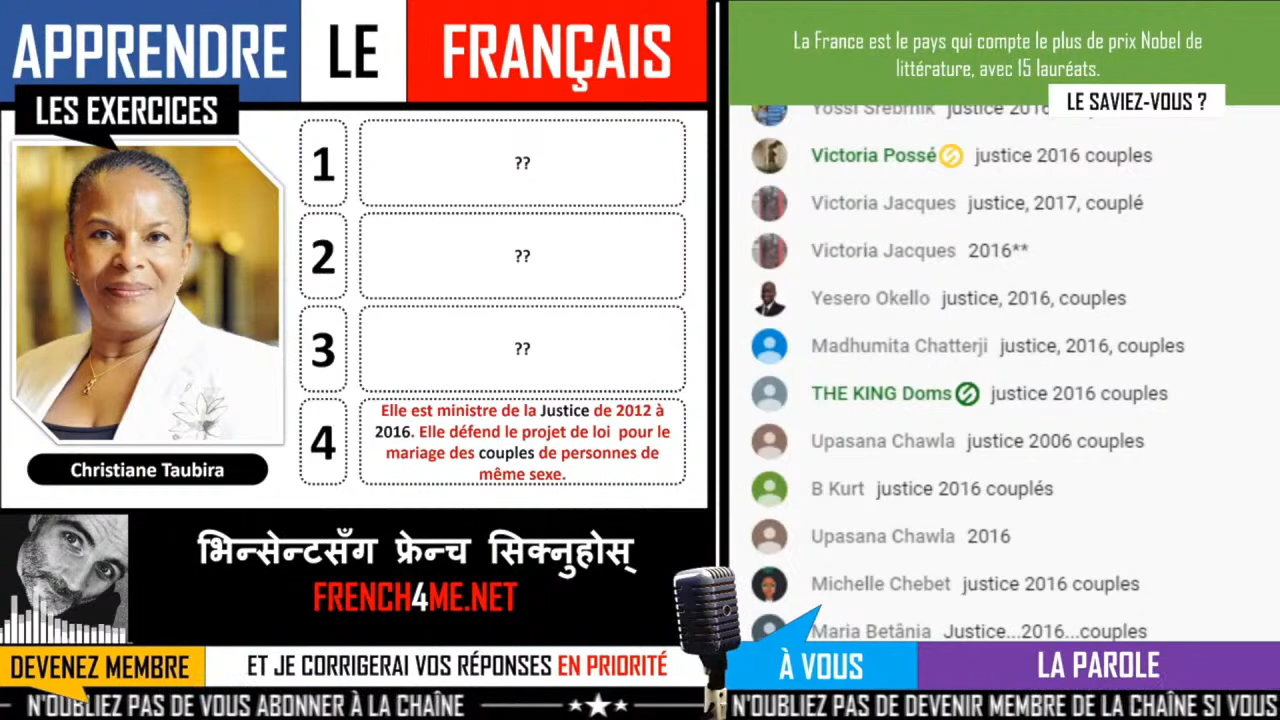 APPRENDRE LE FRANÇAIS
LES EXERCICES
Christiane Taubira
1
??
2
??
3
??
4
Elle est ministre de la Justice de 2012 à
2016. Elle défend le projet de loi pour le
mariage des couples de personnes de
même sexe.
भिन्सेन्टसँग फ्रेन्च सिक्नुहोस्
FRENCH4ME.NET
DEVENEZ MEMBRE
ET JE CORRIGERAI VOS RÉPONSES EN PRIORITÉ
N'OUBLIEZ PAS DE VOUS ABONNER À LA CHAÎNE
La France est le pays qui compte le plus de prix Nobel de
littérature, avec 15 lauréats.
LE SAVIEZ-VOUS ?
Yossi Srebrnik justice 2016
Victoria Possé justice 2016 couples
Victoria Jacques justice, 2017, couplé
Victoria Jacques 2016**
Yesero Okello justice, 2016, couples
Madhumita Chatterji justice, 2016, couples
THE KING Doms justice 2016 couples
Upasana Chawla justice 2006 couples
B Kurt justice 2016 couplés
Upasana Chawla 2016
Michelle Chebet justice 2016 couples
Maria Betânia Justice...2016...couples
À VOUS
LA PAROLE
N'OUBLIEZ PAS DE DEVENIR MEMBRE DE LA CHAÎNE SI VOUS